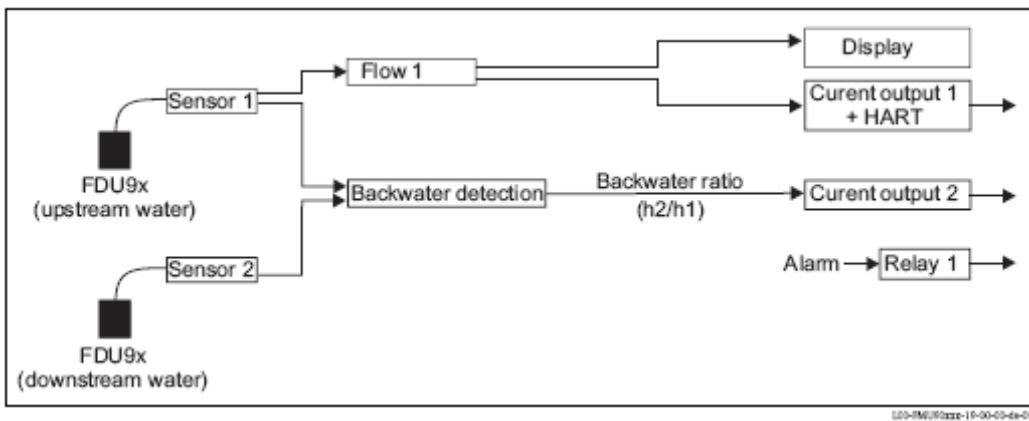 Display
Flow 1
Sensor 1
Curent output 1
+ HART
FDU9x
(upstream water)
Backwater detection
Backwater ratio
(h2/h1)
Curent output 2
Sensor 2
Alarm
Relay 1
FDU9x
(downstream water)